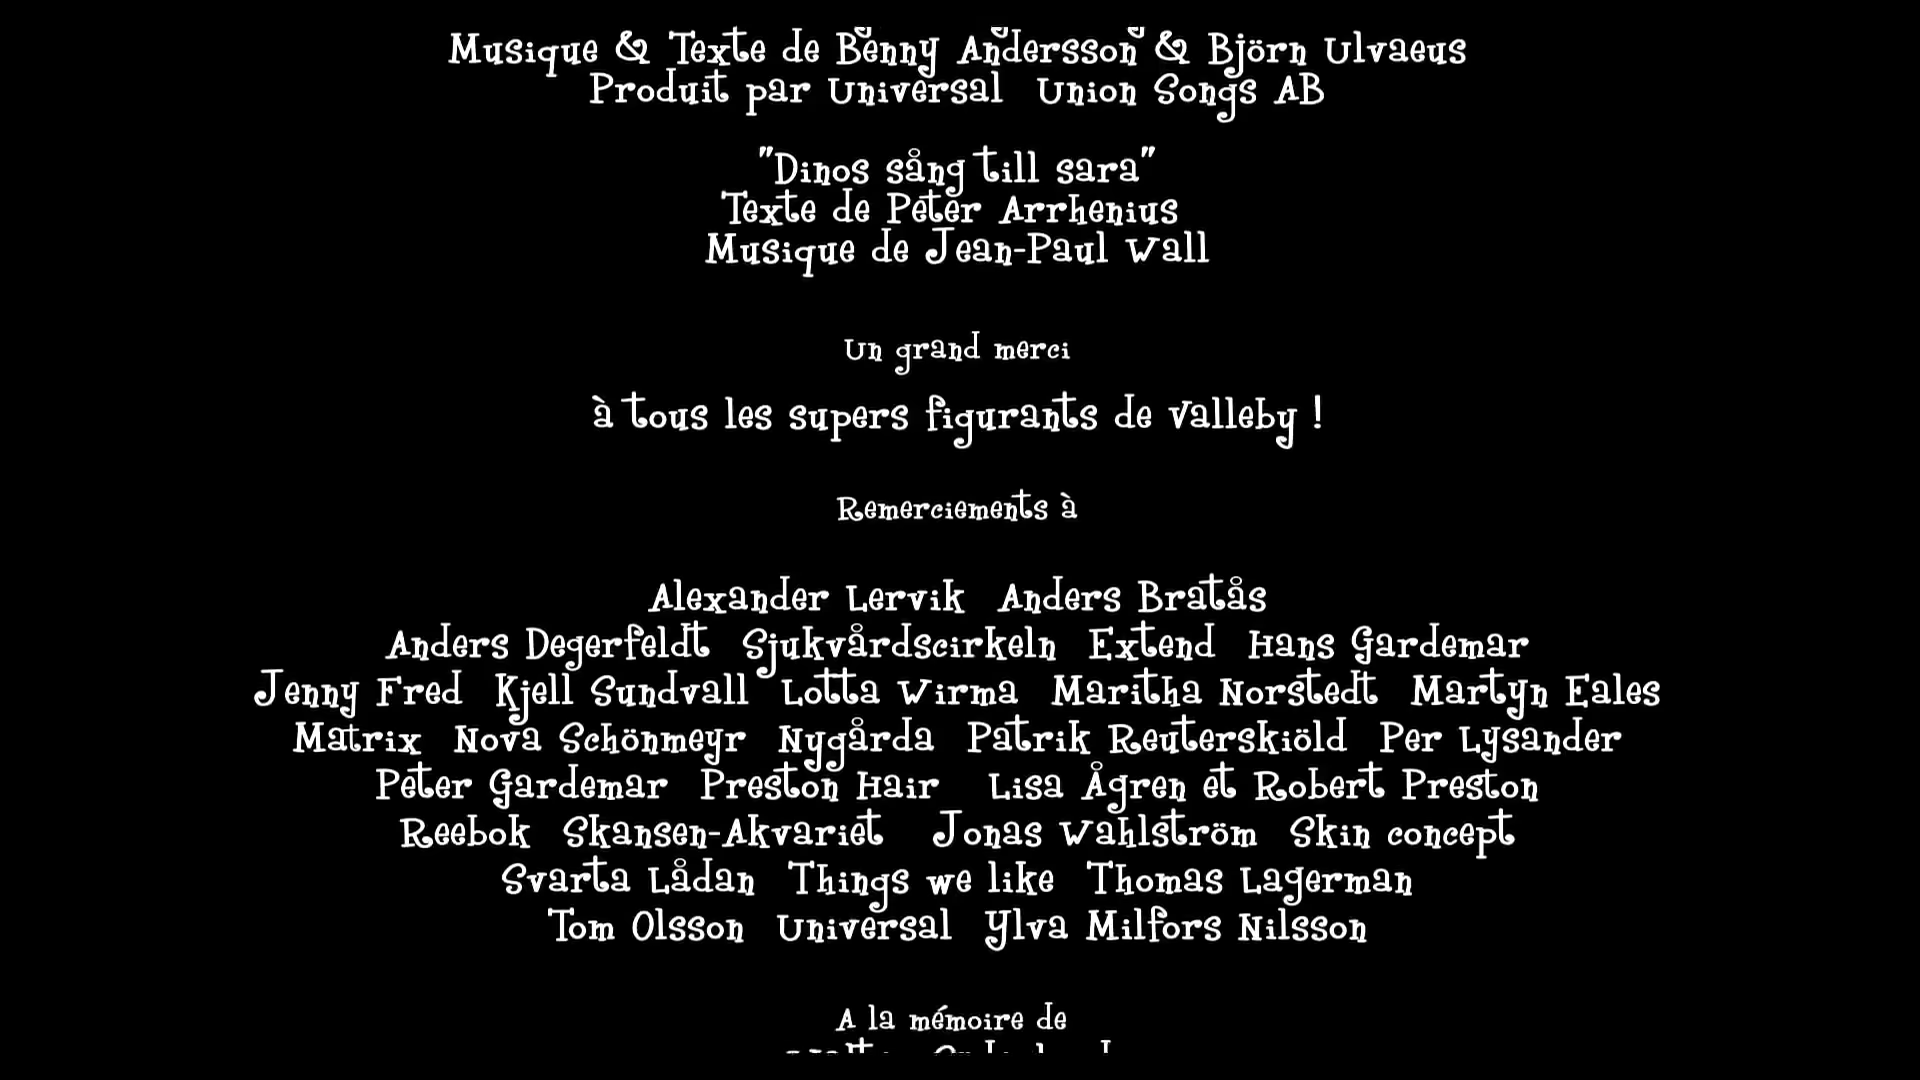 Musique & Texte de Benny Andersson & Björn Ulvaeus
Produit par Universal Union Songs AB
"Dinos sång till sara"
Texte de Peter Arrhenius
Musique de Jean-Paul Wall
Un grand merci
à tous les supers figurants de Valleby !
Remerciements à
Alexander Lervik Anders Bratås
Anders Degerfeldt Sjukvårdscirkeln Extend Hans Gardemar
Jenny Fred Kjell Sundvall Lotta Wirma Maritha Norstedt Martyn Eales
Matrix Nova Schönmeyr Nygårda Patrik Reuterskiöld Per Lysander
Peter Gardemar Preston Hair Lisa Ågren et Robert Preston
Reebok Skansen-Akvariet Jonas Wahlström Skin concept
Svarta Lådan Things we like Thomas Lagerman
Tom Olsson Universal Ylva Milfors Nilsson
A la mémoire de